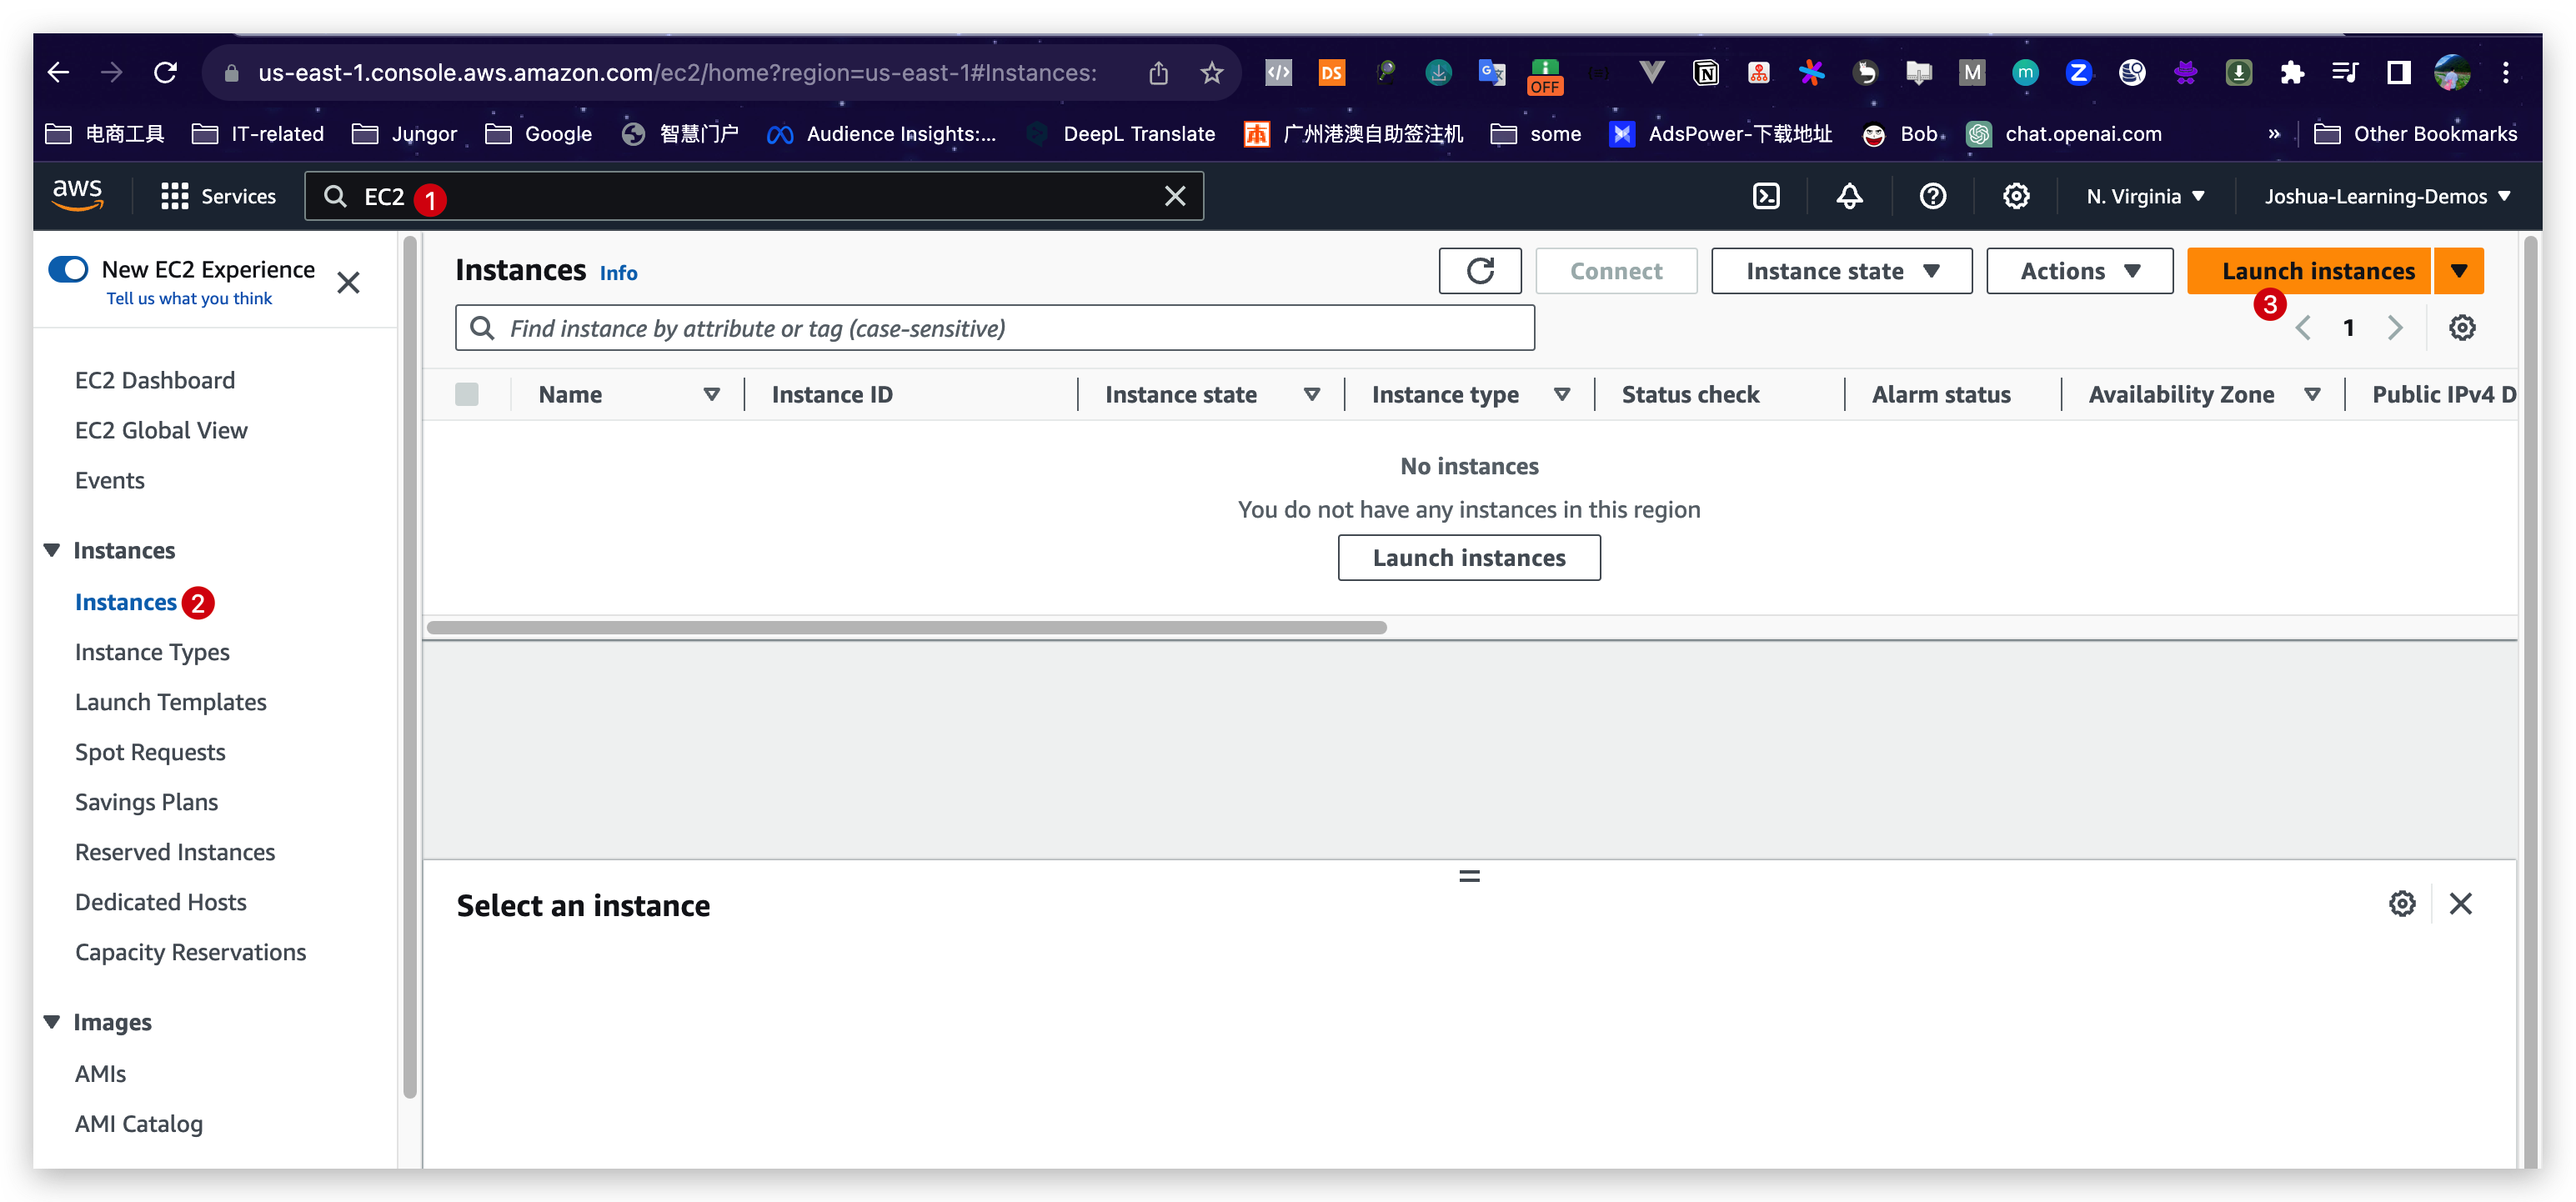 us-east-1.console.aws.amazon.com/ec2/home?region=us-east-1#Instances:
DS
OFF
M
m
电商工具 IT-related Jungor Google 智慧门户 Audience Insights:... DeepL Translate 广州港澳自助签注机 some AdsPower-下载地址 Bob chat.openai.com » Other Bookmarks
aws Services EC2 1 N. Virginia Joshua-Learning-Demos
New EC2 Experience
Tell us what you think
EC2 Dashboard
EC2 Global View
Events
Instances
Instances 2
Instance Types
Launch Templates
Spot Requests
Savings Plans
Reserved Instances
Dedicated Hosts
Capacity Reservations
Images
AMIs
AMI Catalog
Instances Info Connect Instance state Actions Launch instances
3
Find instance by attribute or tag (case-sensitive) 1
Name Instance ID Instance state Instance type Status check Alarm status Availability Zone Public IPv4 D
No instances
You do not have any instances in this region
Launch instances
Select an instance